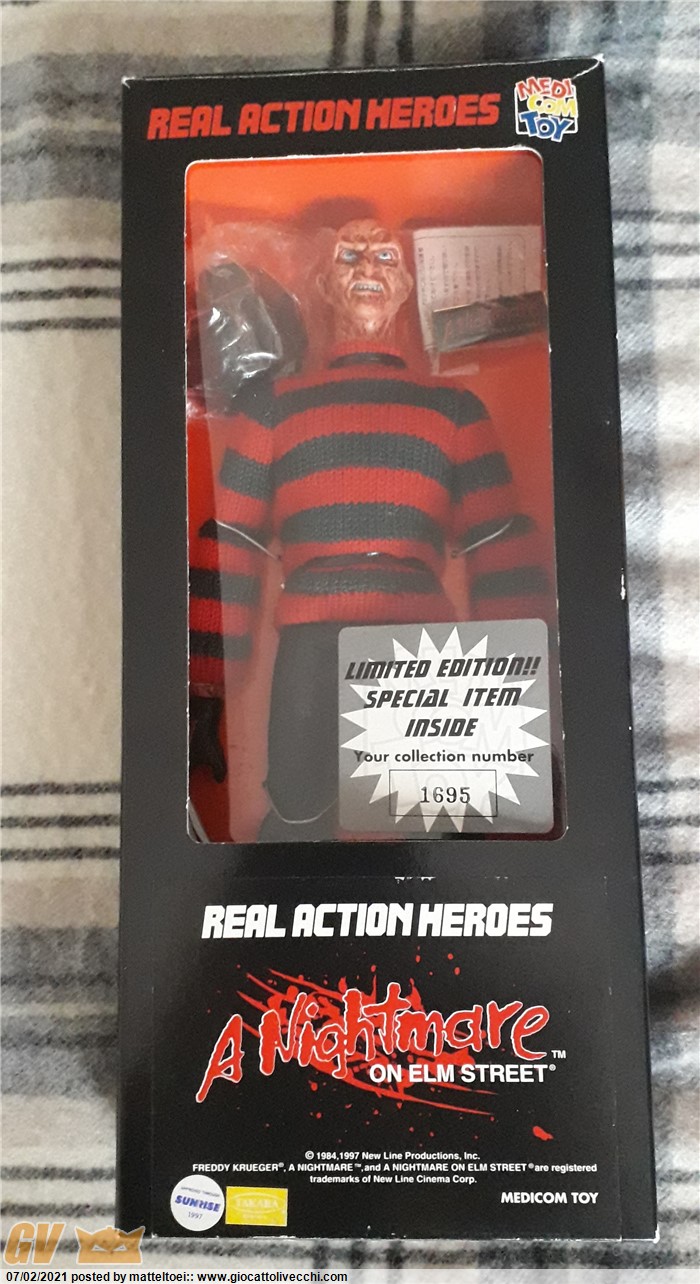 REAL ACTION HEROES
MEDI
COM
TOY
LIMITED EDITION!!
SPECIAL ITEM
INSIDE
Your collection number
1695
REAL ACTION HEROES
A Nightmare ™
ON ELM STREET®
© 1984,1997 New Line Productions, Inc.
FREDDY KRUEGER®, A NIGHTMARE™,and A NIGHTMARE ON ELM STREET®are registered
trademarks of New Line Cinema Corp.
MEDICOM TOY
SUNRISE
1997
TAKARA
GV
07/02/2021 posted by matteltoei:: www.giocattolivecchi.com